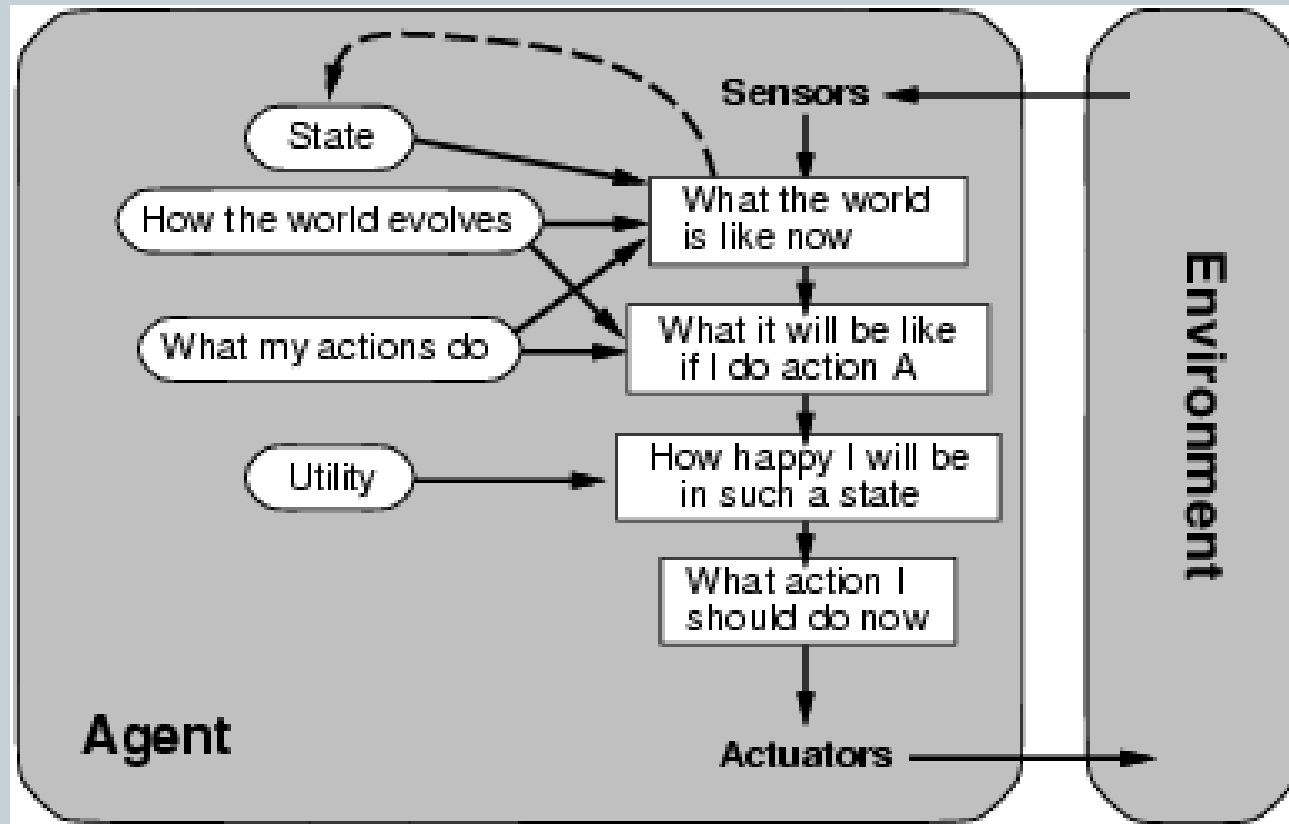 Sensors
State
What the world
is like now
How the world evolves
What it will be like
if I do action A
What my actions do
How happy I will be
in such a state
Utility
What action I
should do now
Agent
Actuators
Environment